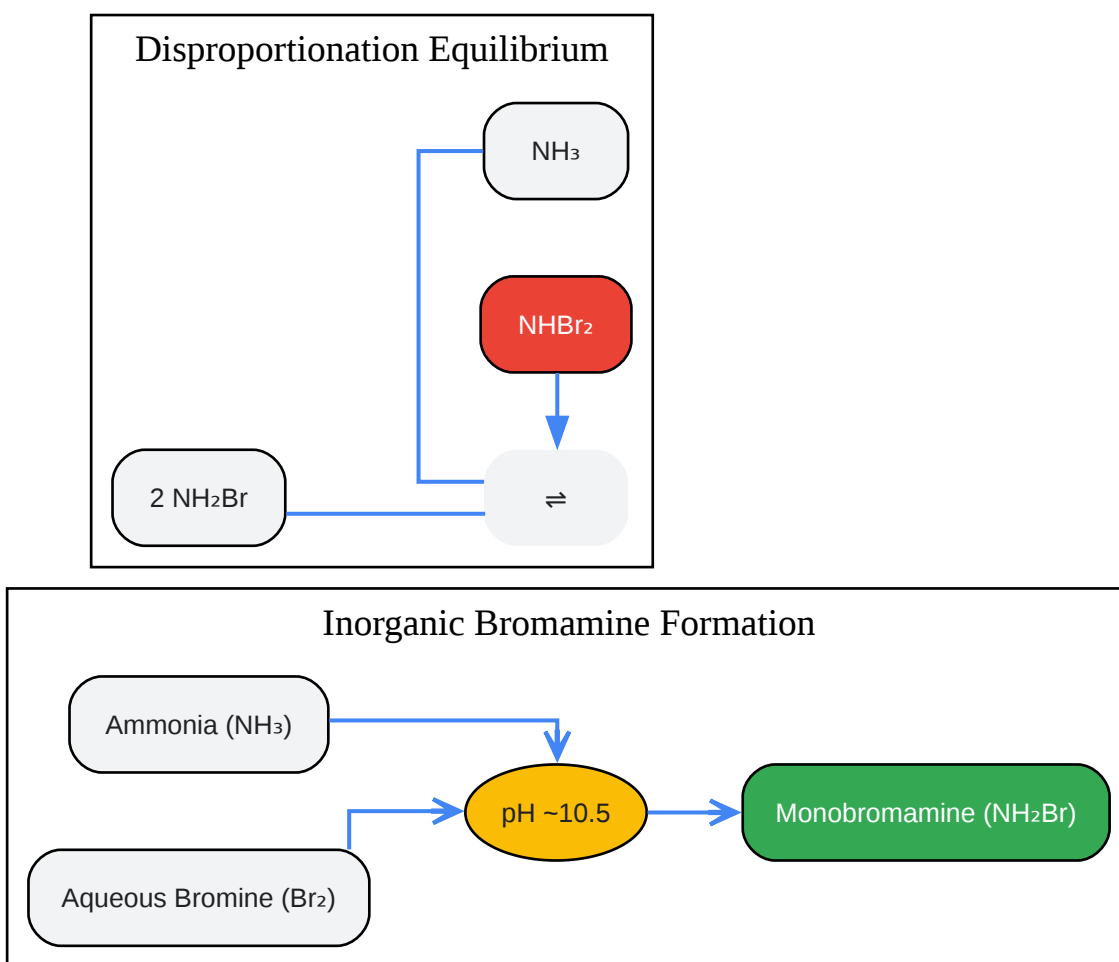 Disproportionation Equilibrium
NH₃
NHBr₂
2 NH₂Br
⇌
Inorganic Bromamine Formation
Ammonia (NH₃)
pH ~10.5
Monobromamine (NH₂Br)
Aqueous Bromine (Br₂)